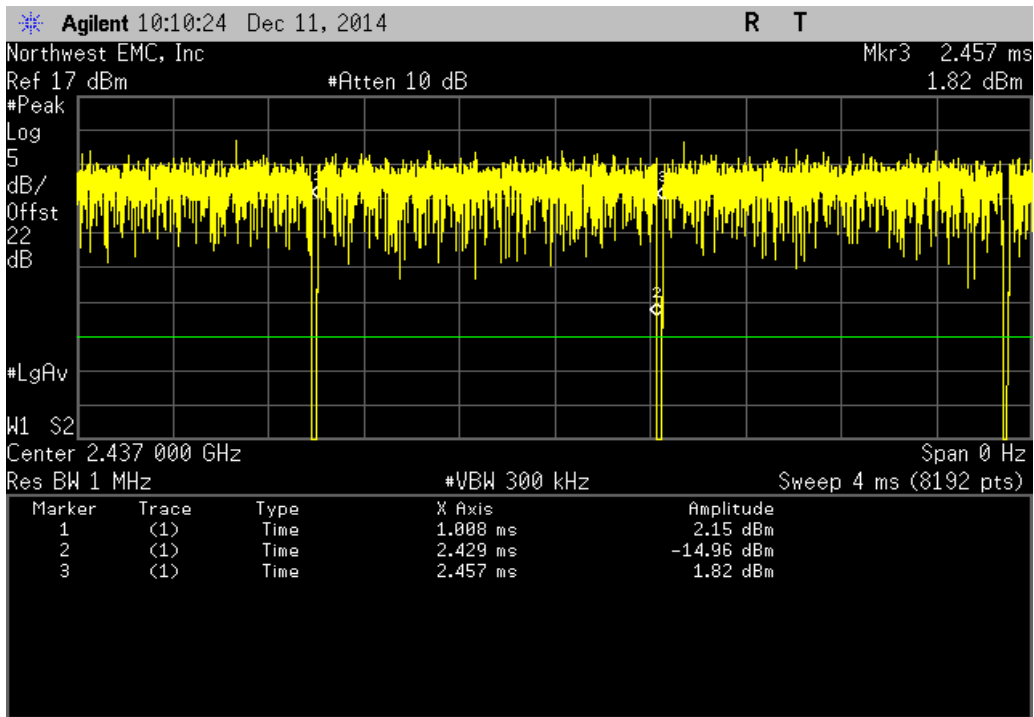 Agilent 10:10:24 Dec 11, 2014 R T
Northwest EMC, Inc Mkr3 2.457 ms
Ref 17 dBm #Atten 10 dB 1.82 dBm
#Peak
Log
5
dB/
Offst
22
dB
3
2
#LgAv
W1 S2
Center 2.437 000 GHz Span 0 Hz
Res BW 1 MHz #VBW 300 kHz Sweep 4 ms (8192 pts)
Marker Trace Type X Axis Amplitude
1 (1) Time 1.008 ms 2.15 dBm
2 (1) Time 2.429 ms -14.96 dBm
3 (1) Time 2.457 ms 1.82 dBm